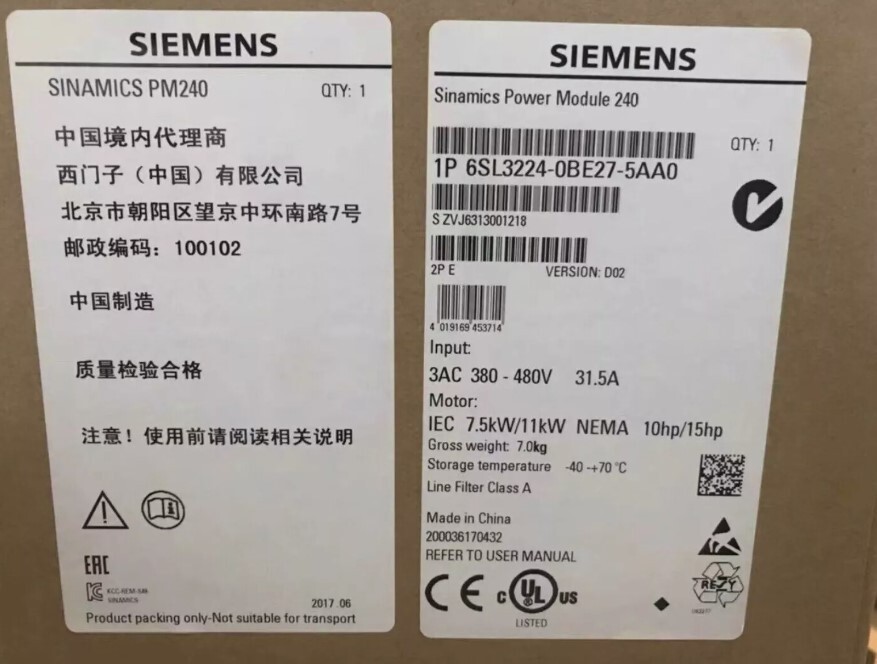 SIEMENS
SINAMICS PM240 QTY: 1
中国境内代理商
西门子（中国）有限公司
北京市朝阳区望京中环南路7号
邮政编码：100102
中国制造
质量检验合格
注意！使用前请阅读相关说明
EAC
SINAMICS
2017.06
Product packing only-Not suitable for transport
SIEMENS
Sinamics Power Module 240
QTY: 1
1P 6SL3224-0BE27-5AA0
S ZVJ6313001218
2P E VERSION: D02
4 019169 453714
Input:
3AC 380 - 480V 31.5A
Motor:
IEC 7.5kW/11kW NEMA 10hp/15hp
Gross weight: 7.0kg
Storage temperature -40-+70 °C
Line Filter Class A
Made in China
200036170432
REFER TO USER MANUAL
CE c UL US
LISTED
REZY